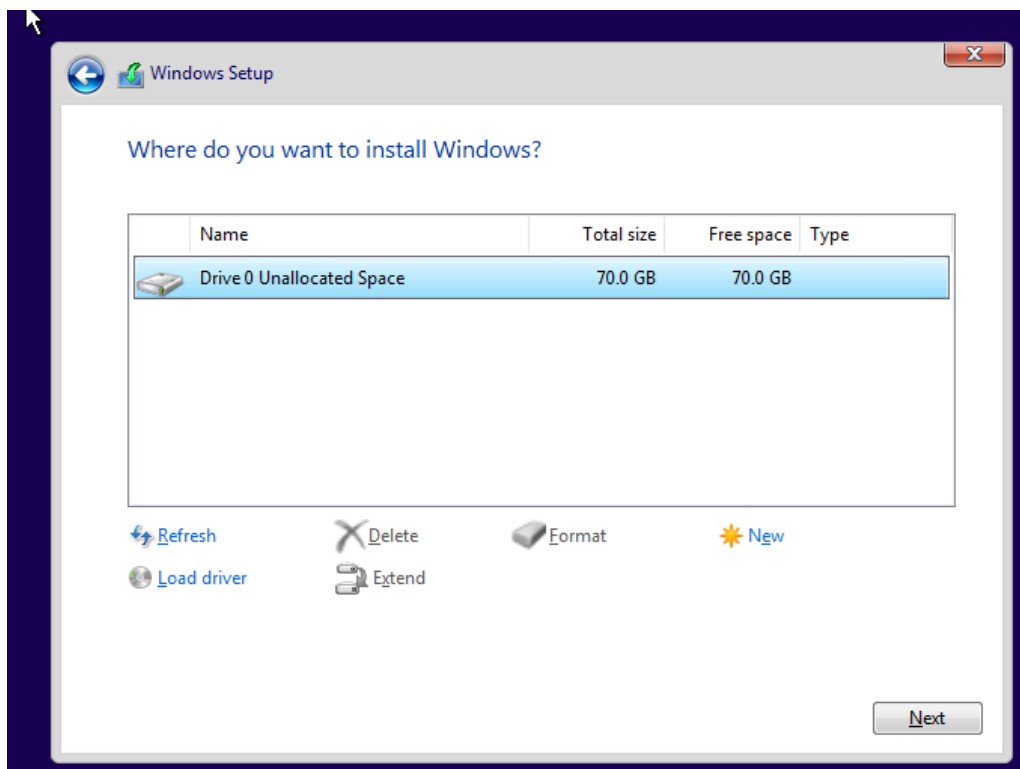 Windows Setup
Where do you want to install Windows?
Name Total size Free space Type
Drive 0 Unallocated Space 70.0 GB 70.0 GB
Refresh Delete Format New
Load driver Extend
Next